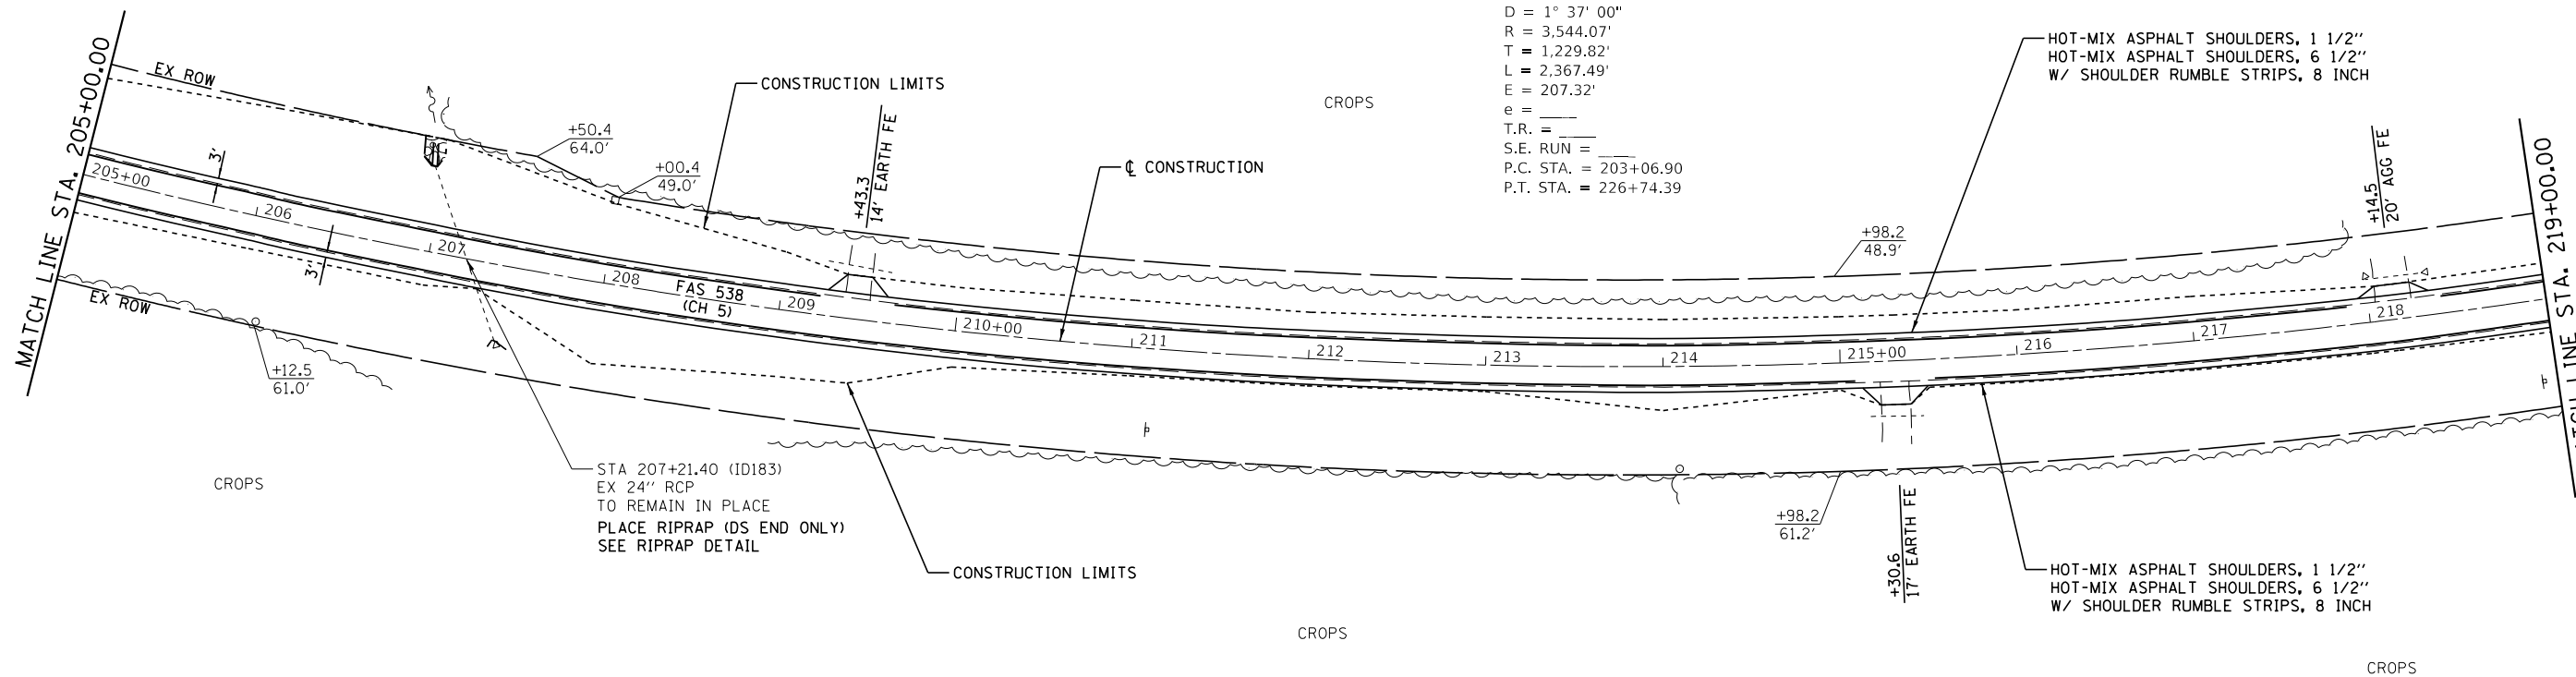 D = 1° 37' 00"
R = 3,544.07'
T = 1,229.82'
L = 2,367.49'
E = 207.32'
e = ____
T.R. = ____
S.E. RUN = ____
P.C. STA. = 203+06.90
P.T. STA. = 226+74.39
HOT-MIX ASPHALT SHOULDERS, 1 1/2''
HOT-MIX ASPHALT SHOULDERS, 6 1/2''
W/ SHOULDER RUMBLE STRIPS, 8 INCH
MATCH LINE STA. 205+00.00
EX ROW
CONSTRUCTION LIMITS
CROPS
+50.4
64.0'
+00.4
49.0'
+43.3
14' EARTH FE
℄ CONSTRUCTION
+14.5
20' AGG FE
+98.2
48.9'
3'
3'
205+00
206
207
208
209
210+00
211
212
213
214
215+00
216
217
218
FAS 538
(CH 5)
EX ROW
+12.5
61.0'
CROPS
STA 207+21.40 (ID183)
EX 24'' RCP
TO REMAIN IN PLACE
PLACE RIPRAP (DS END ONLY)
SEE RIPRAP DETAIL
CONSTRUCTION LIMITS
+98.2
61.2'
+30.6
17' EARTH FE
HOT-MIX ASPHALT SHOULDERS, 1 1/2''
HOT-MIX ASPHALT SHOULDERS, 6 1/2''
W/ SHOULDER RUMBLE STRIPS, 8 INCH
CROPS
CROPS
MATCH LINE STA. 219+00.00